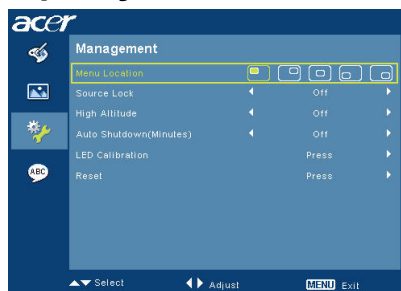 acer
Management
Menu Location
Source Lock Off
High Altitude Off
Auto Shutdown(Minutes) Off
LED Calibration Press
ABC
Reset Press
Select Adjust MENU Exit